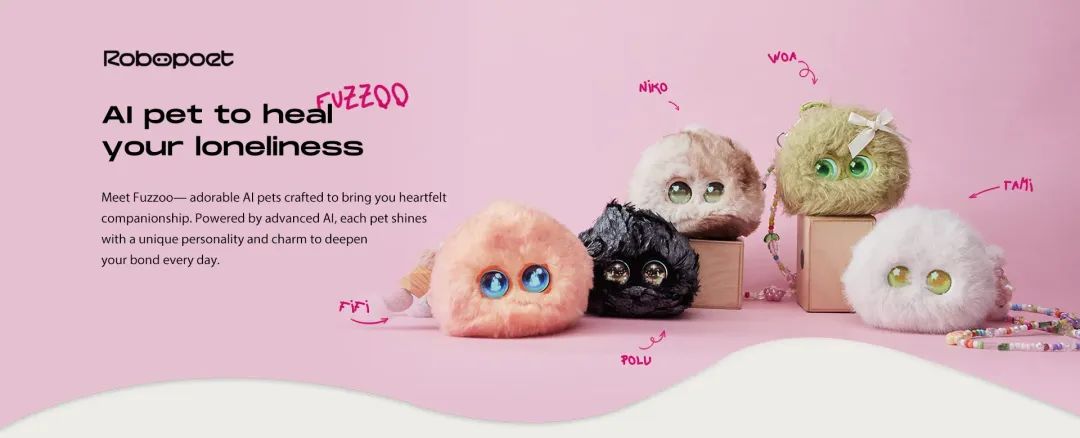 Robopoet
FUZZOO
AI pet to heal
your loneliness
Meet Fuzzoo— adorable AI pets crafted to bring you heartfelt
companionship. Powered by advanced AI, each pet shines
with a unique personality and charm to deepen
your bond every day.
FiFi
POLU
NiKO
WOA
TAMi